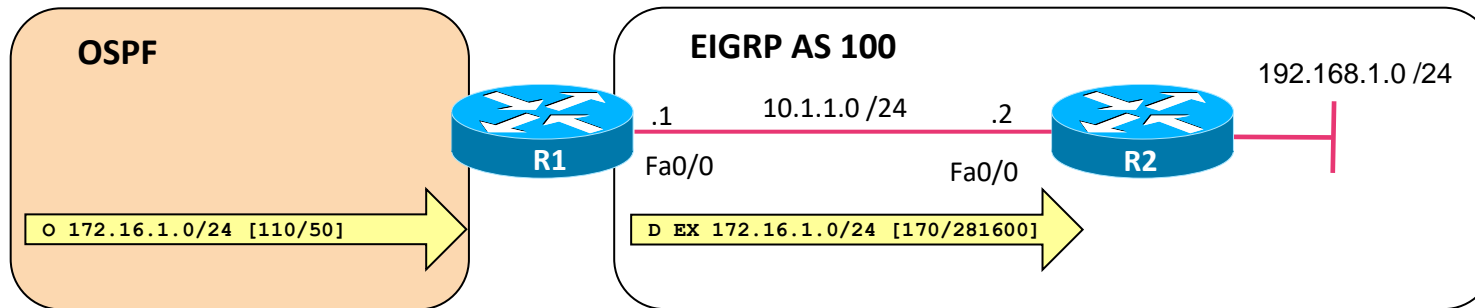 OSPF
EIGRP AS 100
192.168.1.0 /24
.1
10.1.1.0 /24
.2
R1
R2
Fa0/0
Fa0/0
O 172.16.1.0/24 [110/50]
D EX 172.16.1.0/24 [170/281600]